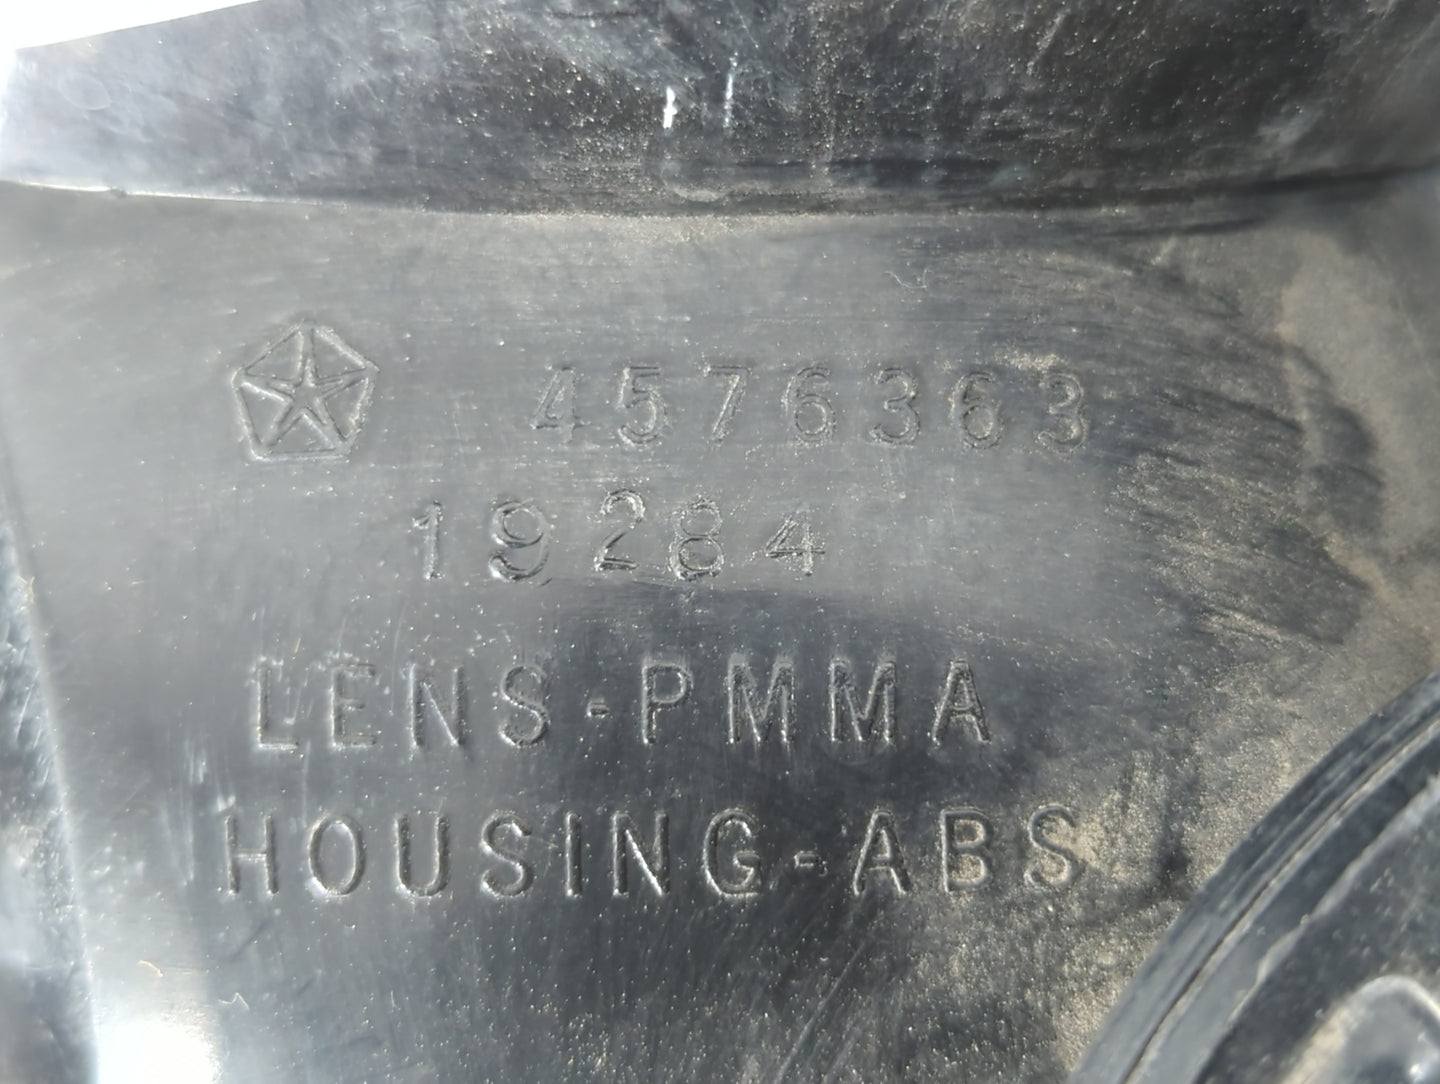 4576363
19284
LENS-PMMA
HOUSING-ABS